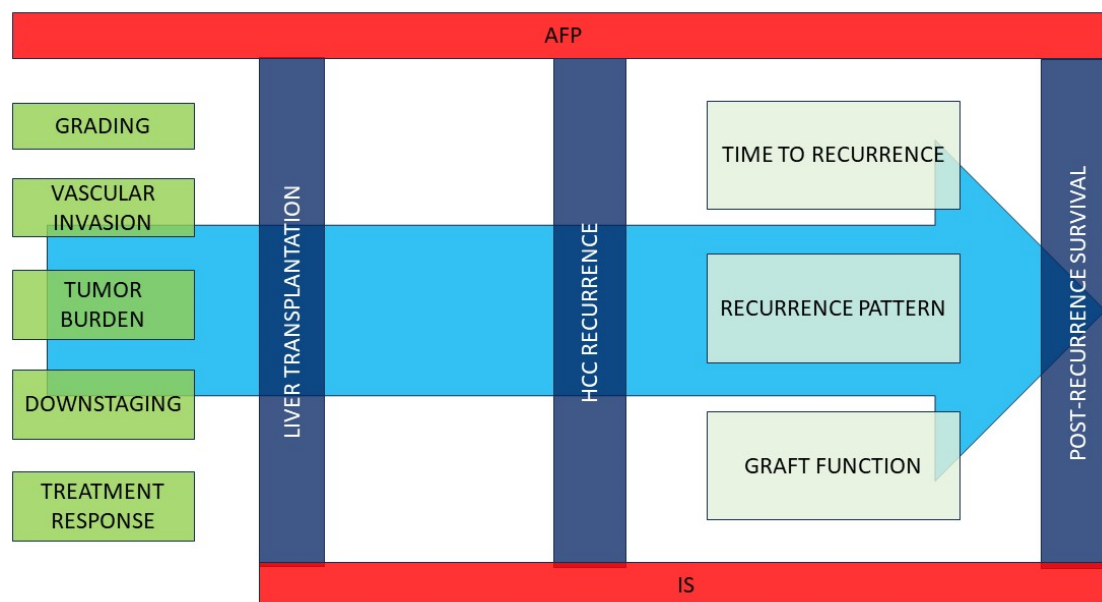 AFP
GRADING
VASCULAR
INVASION
TUMOR
BURDEN
DOWNSTAGING
TREATMENT
RESPONSE
LIVER TRANSPLANTATION
HCC RECURRENCE
TIME TO RECURRENCE
RECURRENCE PATTERN
GRAFT FUNCTION
POST-RECURRENCE SURVIVAL
IS